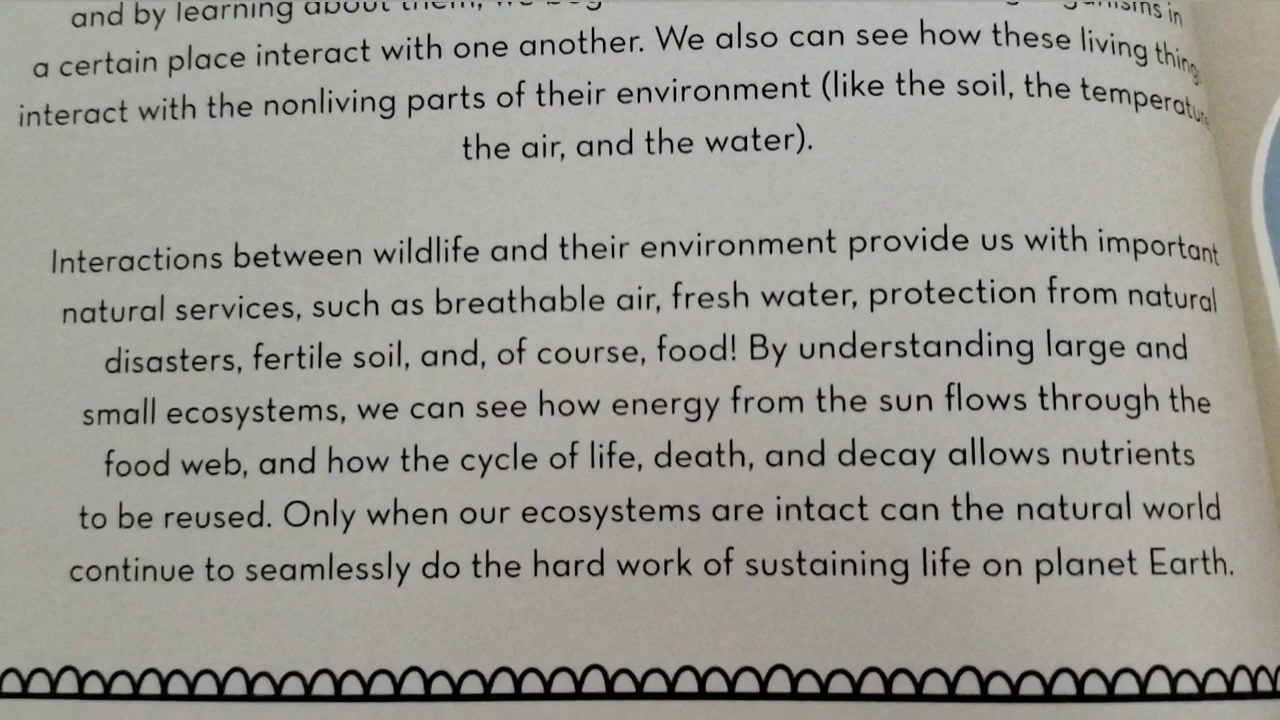 and by learning about them, we
in
a certain place interact with one another. We also can see how these living
interact with the nonliving parts of their environment (like the soil, the
the air, and the water).
Interactions between wildlife and their environment provide us with important
natural services, such as breathable air, fresh water, protection from natural
disasters, fertile soil, and, of course, food! By understanding large and
small ecosystems, we can see how energy from the sun flows through the
food web, and how the cycle of life, death, and decay allows nutrients
to be reused. Only when our ecosystems are intact can the natural world
continue to seamlessly do the hard work of sustaining life on planet Earth.